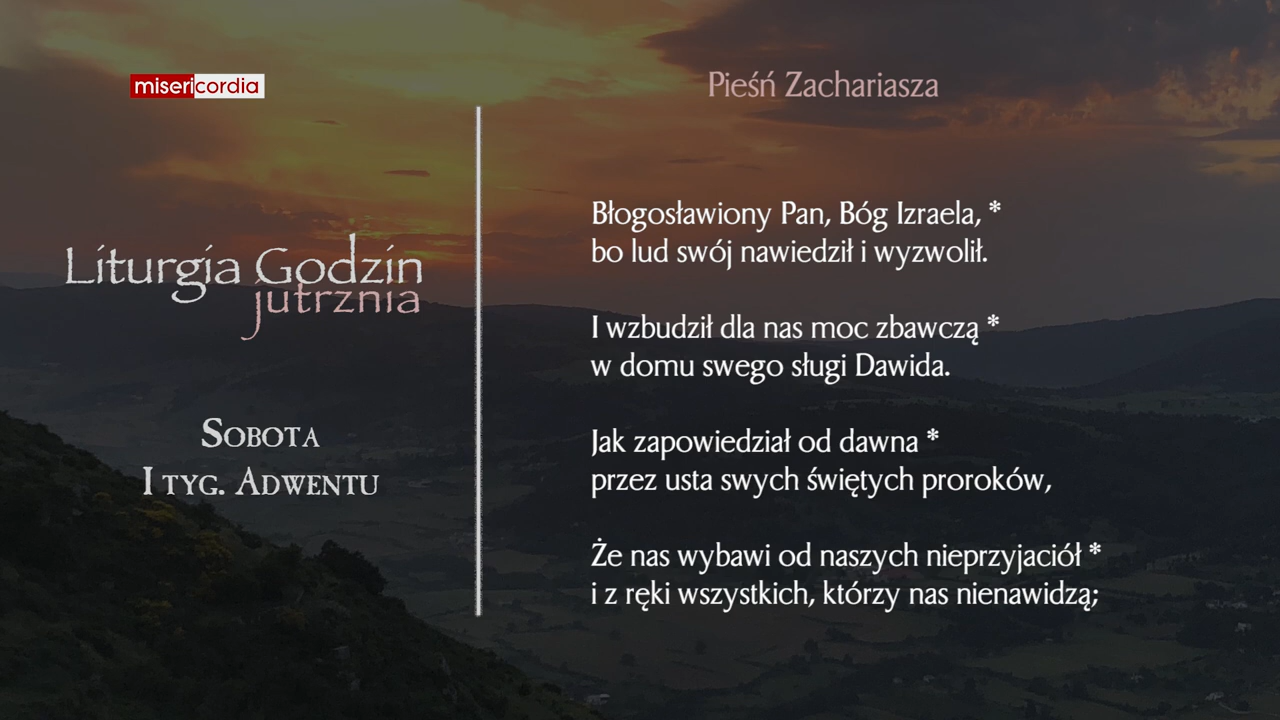 misericordia
Liturgia Godzin
jutrznia
Sobota
I tyg. Adwentu
Pieśń Zachariasza
Błogosławiony Pan, Bóg Izraela, *
bo lud swój nawiedził i wyzwolił.
I wzbudził dla nas moc zbawczą *
w domu swego sługi Dawida.
Jak zapowiedział od dawna *
przez usta swych świętych proroków,
Że nas wybawi od naszych nieprzyjaciół *
i z ręki wszystkich, którzy nas nienawidzą;